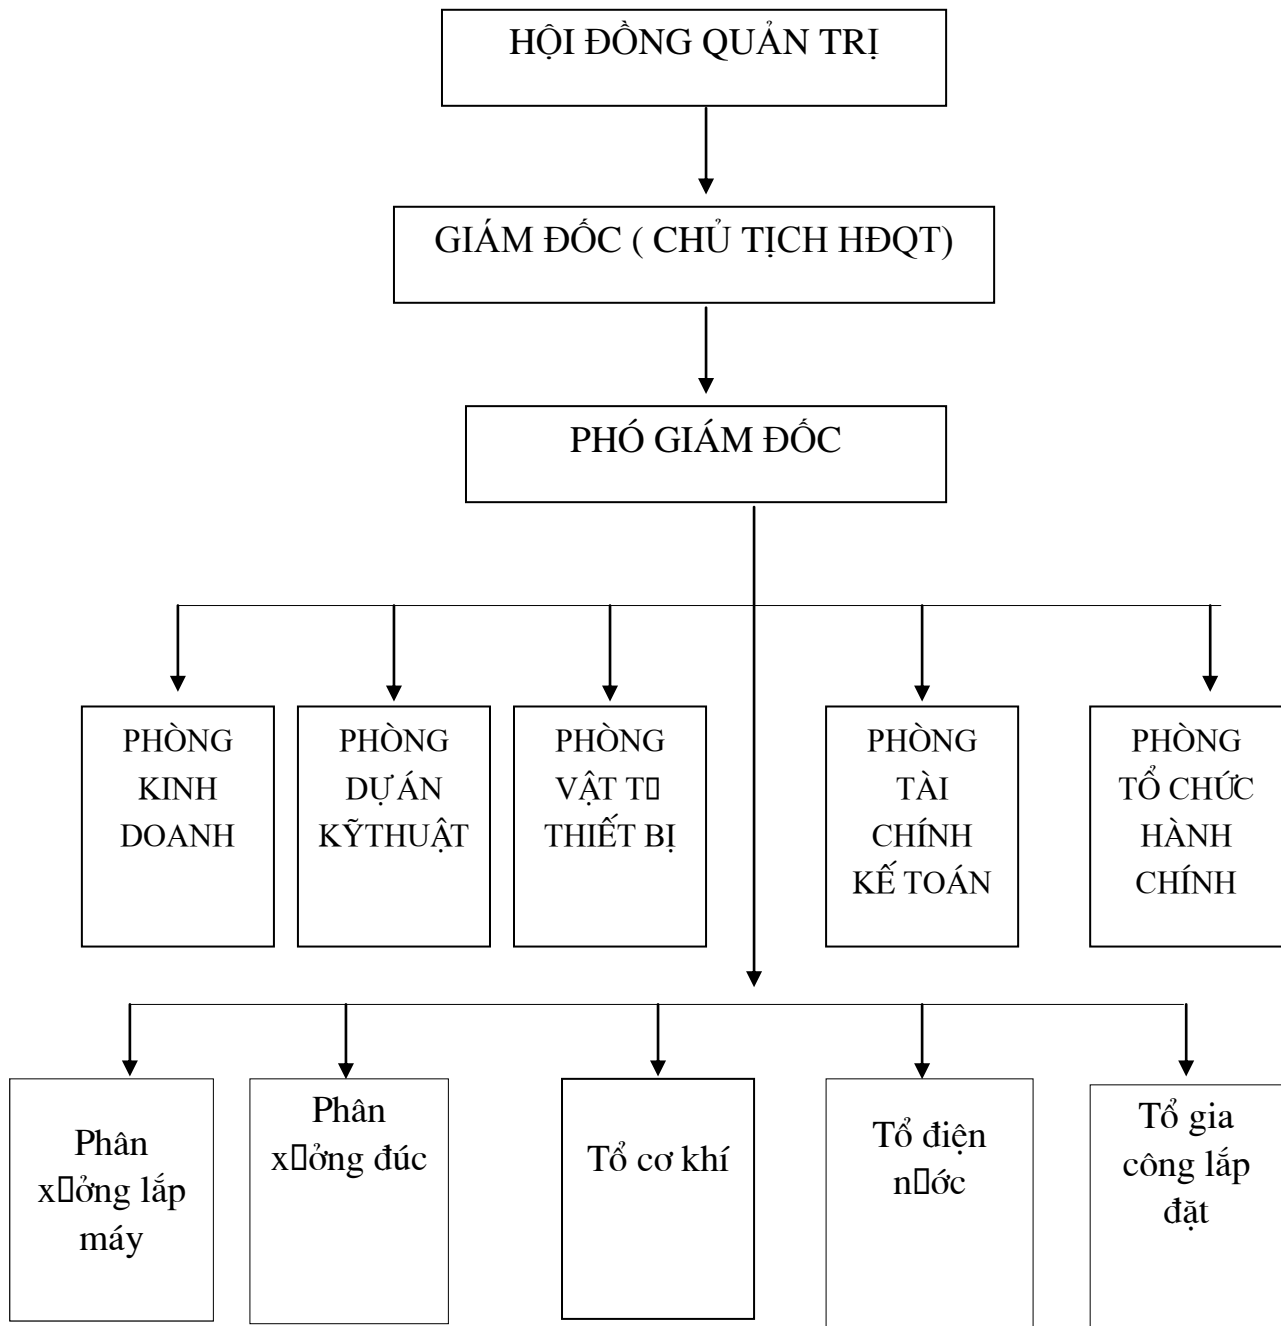 HỘI ĐỒNG QUẢN TRỊ
GIÁM ĐỐC ( CHỦ TỊCH HĐQT)
PHÓ GIÁM ĐỐC
PHÒNG
KINH
DOANH
PHÒNG
DỰ ÁN
KỸTHUẬT
PHÒNG
VẬT T□
THIẾT BỊ
PHÒNG
TÀI
CHÍNH
KẾ TOÁN
PHÒNG
TỔ CHỨC
HÀNH
CHÍNH
Phân
x□ởng lắp
máy
Phân
x□ởng đúc
Tổ cơ khí
Tổ điện
n□ớc
Tổ gia
công lắp
đặt